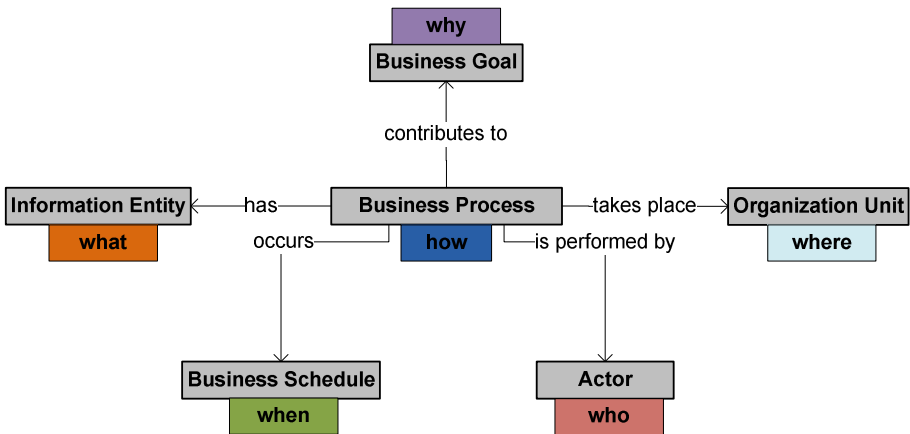 why
Business Goal
contributes to
Information Entity
has
Business Process
takes place
Organization Unit
what
occurs
how
is performed by
where
Business Schedule
Actor
when
who